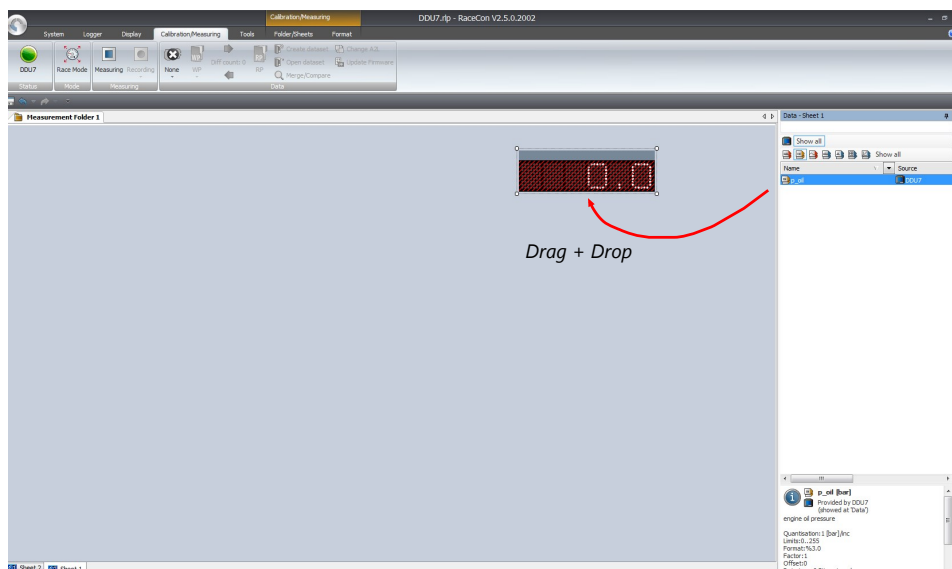 Calibration/Measuring
DDU7.rlp - RaceCon V2.5.0.2002
System Logger Display Calibration/Measuring Tools Folder/Sheets Format
DDU7
Race Mode
Measuring
Recording
None
WP
Diff count: 0
RP
Create dataset
Open dataset
Merge/Compare
Change A2L
Update Firmware
Status Mode Measuring Data
Measurement Folder 1
Data - Sheet 1
Show all
Show all
Name Source
p_oil DDU7
0.0
Drag + Drop
p_oil [bar]
Provided by DDU7
(showed at 'Data')
engine oil pressure
Quantisation:1 [bar]/inc
Limits:0..255
Format:%3.0
Factor:1
Offset:0
Sheet 2 Sheet 1